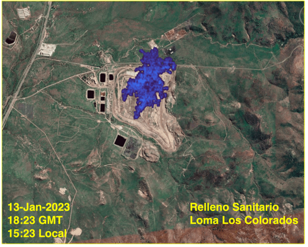 13-Jan-2023
18:23 GMT
15:23 Local
Relleno Sanitario
Loma Los Colorados